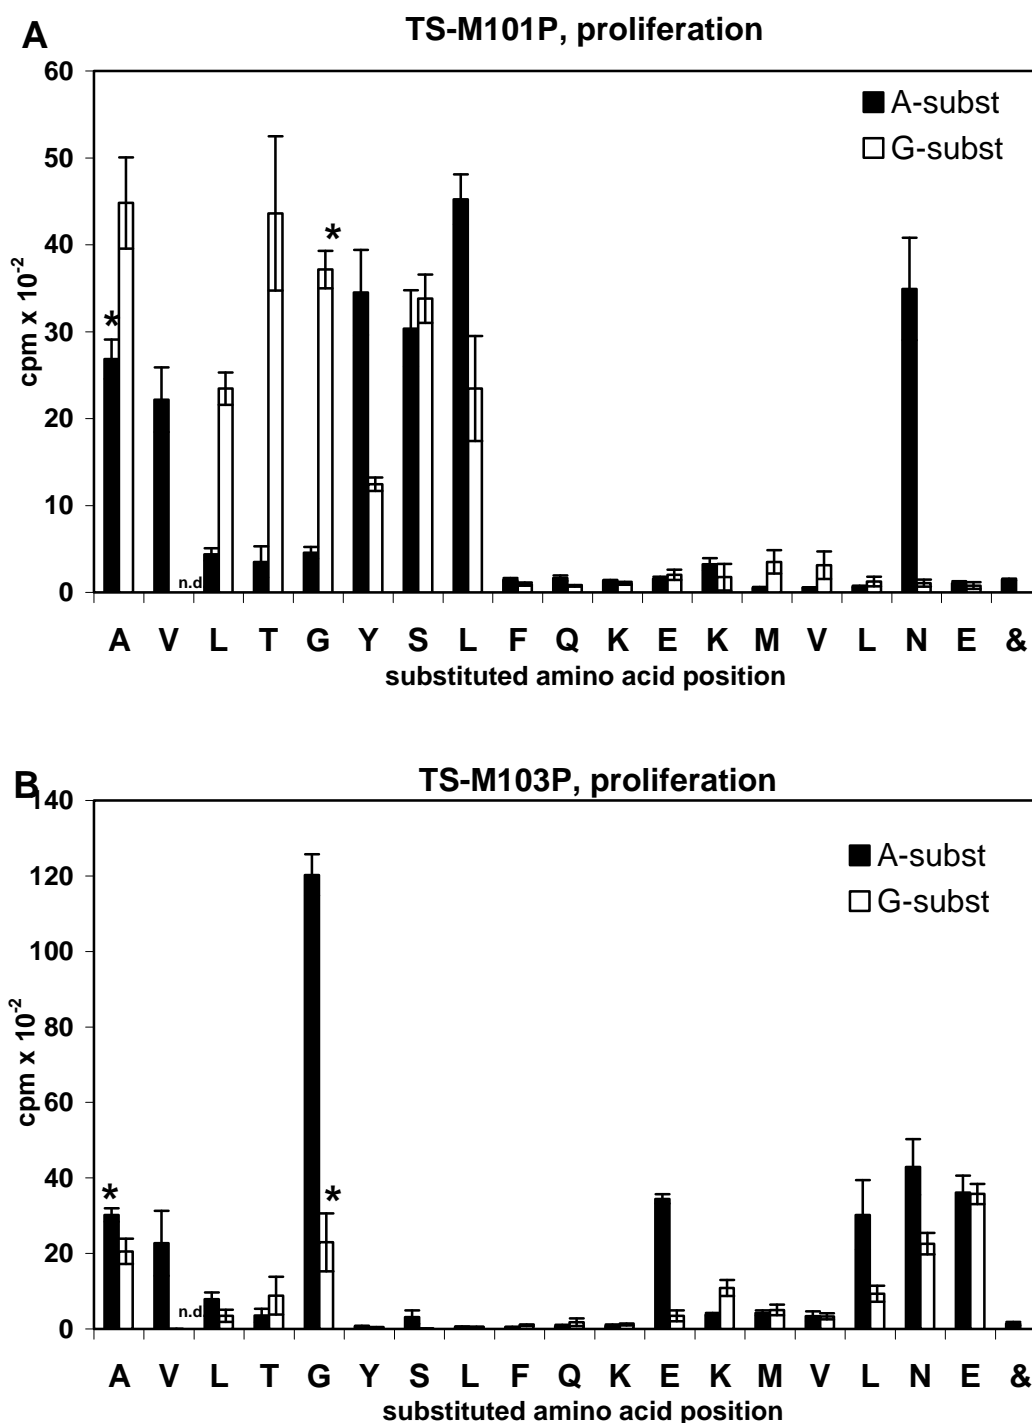 A
TS-M101P, proliferation
60
50
40
30
20
10
0
cpm x 10-2
A-subst
G-subst
*
*
n.d
A V L T G Y S L F Q K E K M V L N E &
substituted amino acid position
B
TS-M103P, proliferation
140
120
100
80
60
40
20
0
cpm x 10-2
A-subst
G-subst
*
*
n.d
A V L T G Y S L F Q K E K M V L N E &
substituted amino acid position